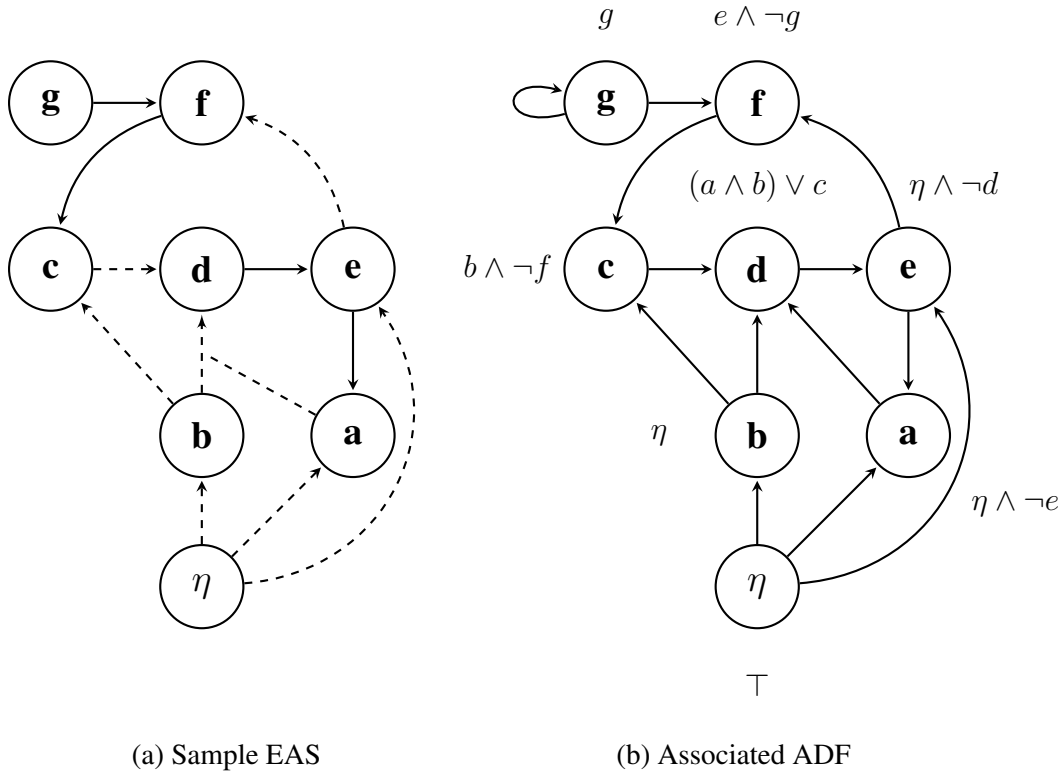 g
e ∧ ¬g
g
f
g
f
(a ∧ b) ∨ c
η ∧ ¬d
c
d
e
b ∧ ¬f
c
d
e
b
a
η
b
a
η ∧ ¬e
η
η
⊤
(a) Sample EAS
(b) Associated ADF